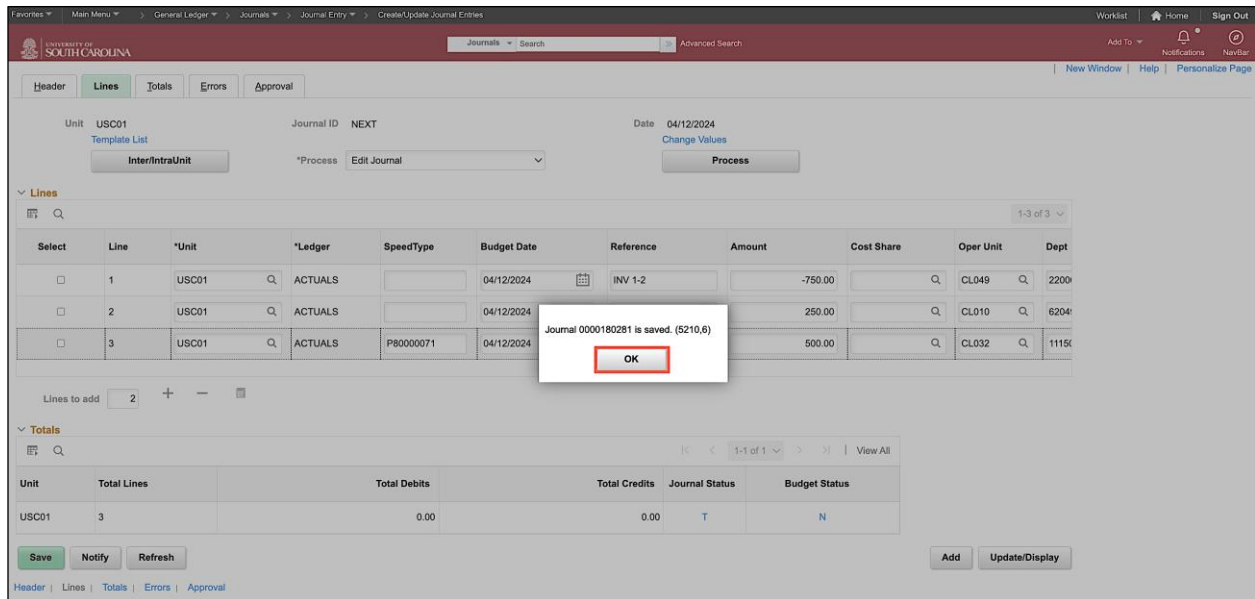 Favorites Main Menu > General Ledger > Journals > Journal Entry > Create/Update Journal Entries Worklist Home Sign Out
UNIVERSITY OF
SOUTH CAROLINA
Journals Search Advanced Search Add To Notifications NavBar
New Window | Help | Personalize Page
Header Lines Totals Errors Approval
Unit USC01 Journal ID NEXT Date 04/12/2024
Template List Change Values
Inter/IntraUnit *Process Edit Journal Process
Lines
1-3 of 3
Select Line *Unit *Ledger SpeedType Budget Date Reference Amount Cost Share Oper Unit Dept
1 USC01 ACTUALS 04/12/2024 INV 1-2 -750.00 CL049 2200
2 USC01 ACTUALS 04/12/2024 250.00 CL010 6204
3 USC01 ACTUALS P80000071 04/12/2024 500.00 CL032 1115
Journal 0000180281 is saved. (5210,6)
OK
Lines to add 2
Totals
1-1 of 1 | View All
Unit Total Lines Total Debits Total Credits Journal Status Budget Status
USC01 3 0.00 0.00 T N
Save Notify Refresh Add Update/Display
Header | Lines | Totals | Errors | Approval